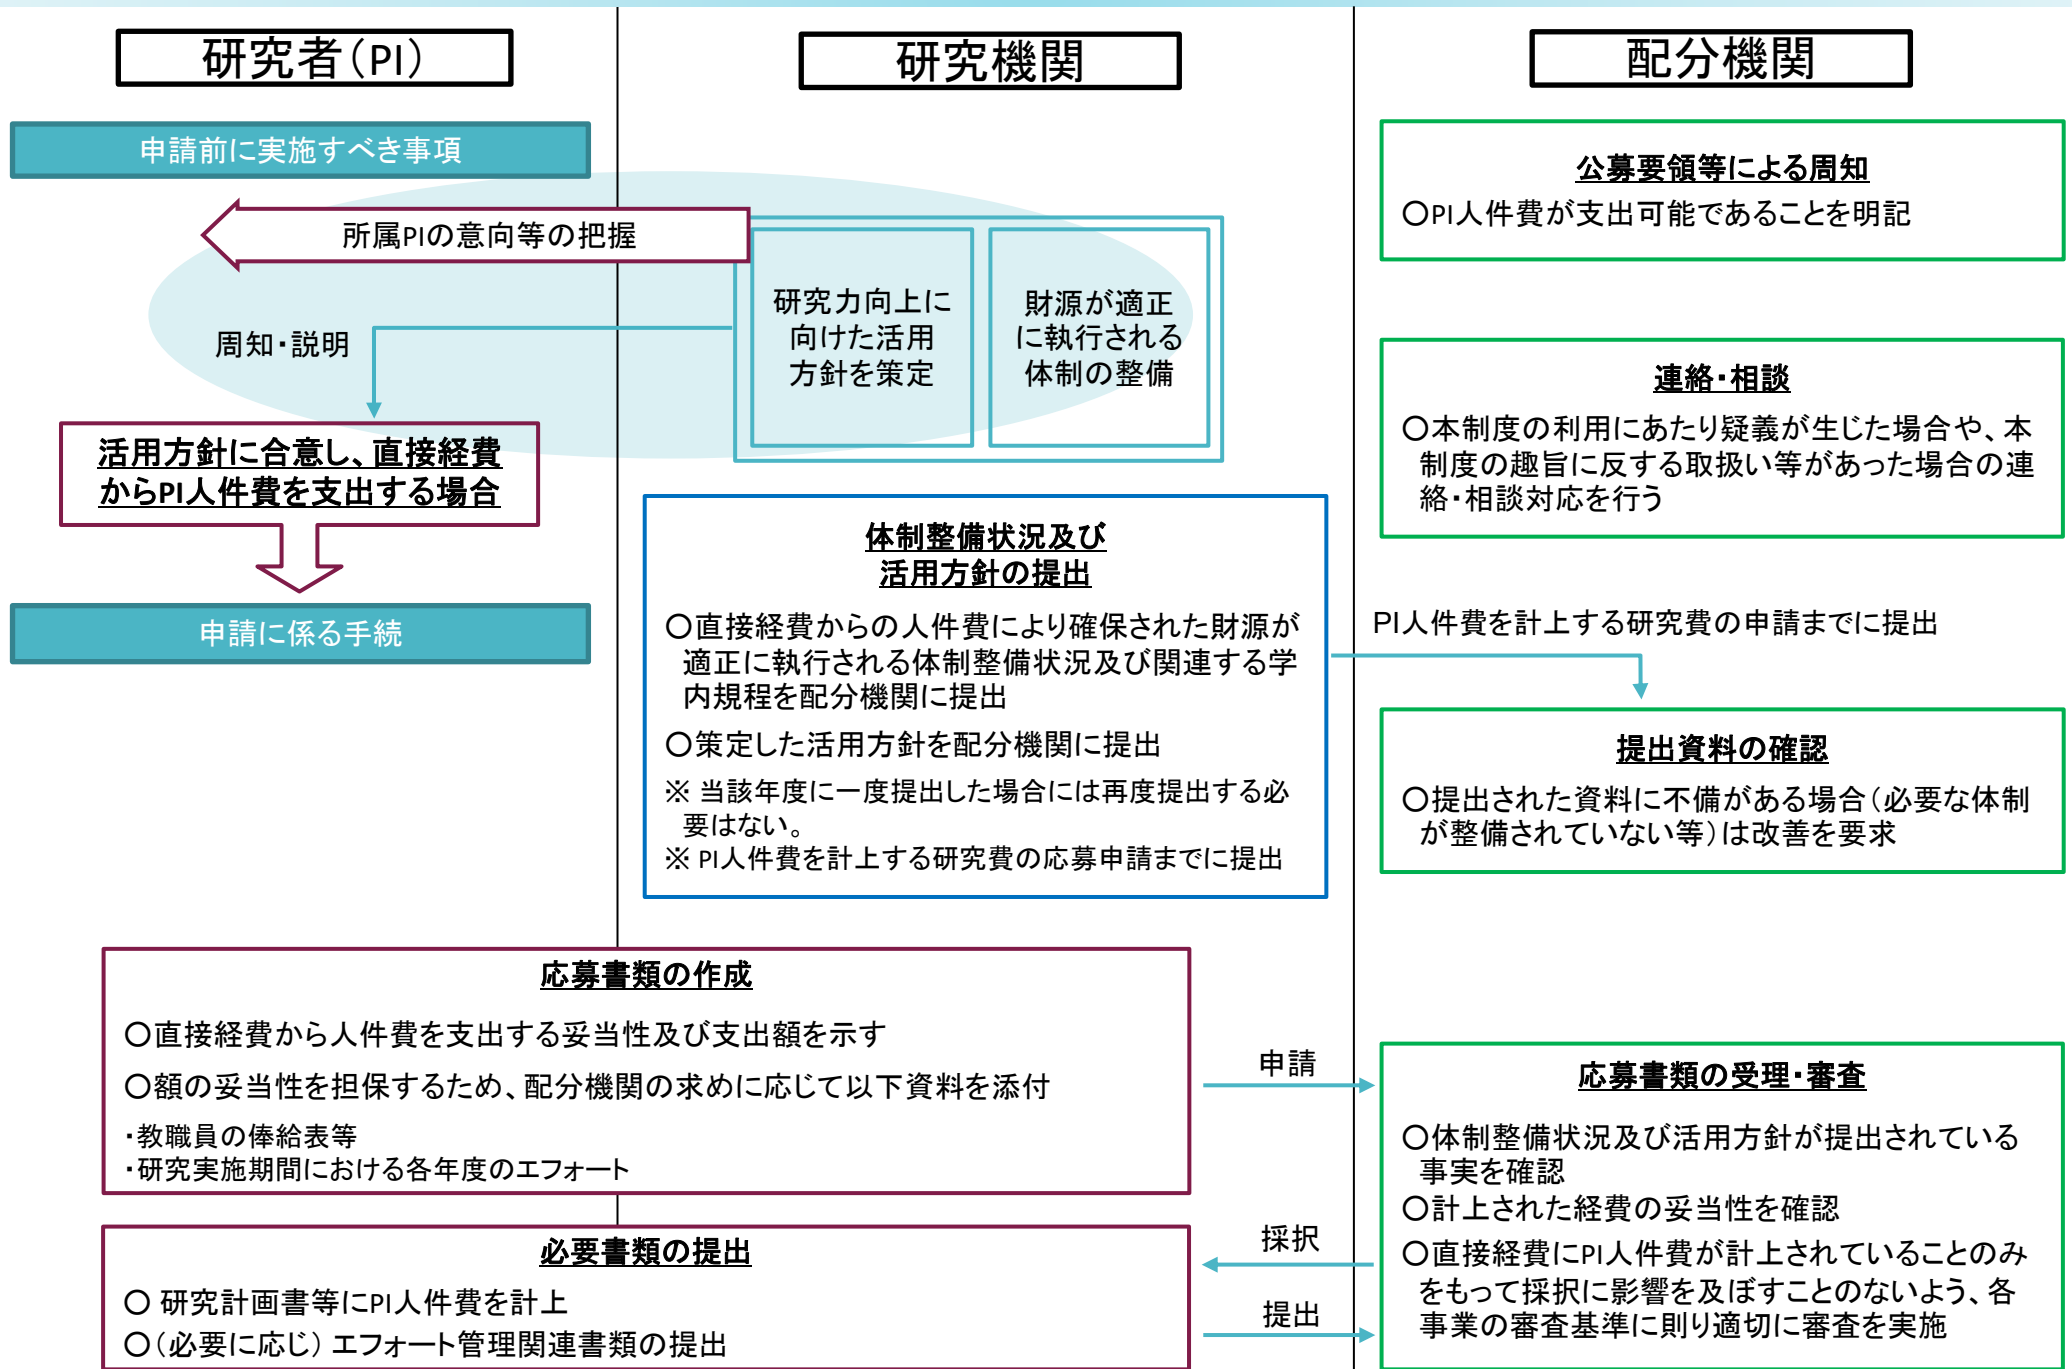 研究者(PI)
研究機関
配分機関
申請前に実施すべき事項
所属PIの意向等の把握
周知・説明
研究力向上に
向けた活用
方針を策定
財源が適正
に執行される
体制の整備
公募要領等による周知
○PI人件費が支出可能であることを明記
連絡・相談
○本制度の利用にあたり疑義が生じた場合や、本
制度の趣旨に反する取扱い等があった場合の連
絡・相談対応を行う
活用方針に合意し、直接経費
からPI人件費を支出する場合
申請に係る手続
体制整備状況及び
活用方針の提出
○直接経費からの人件費により確保された財源が
適正に執行される体制整備状況及び関連する学
内規程を配分機関に提出
○策定した活用方針を配分機関に提出
※ 当該年度に一度提出した場合には再度提出する必
要はない。
※ PI人件費を計上する研究費の応募申請までに提出
PI人件費を計上する研究費の申請までに提出
提出資料の確認
○提出された資料に不備がある場合(必要な体制
が整備されていない等)は改善を要求
応募書類の作成
○直接経費から人件費を支出する妥当性及び支出額を示す
○額の妥当性を担保するため、配分機関の求めに応じて以下資料を添付
・教職員の俸給表等
・研究実施期間における各年度のエフォート
申請
応募書類の受理・審査
○体制整備状況及び活用方針が提出されている
事実を確認
○計上された経費の妥当性を確認
○直接経費にPI人件費が計上されていることのみ
をもって採択に影響を及ぼすことのないよう、各
事業の審査基準に則り適切に審査を実施
採択
必要書類の提出
○ 研究計画書等にPI人件費を計上
○(必要に応じ) エフォート管理関連書類の提出
提出